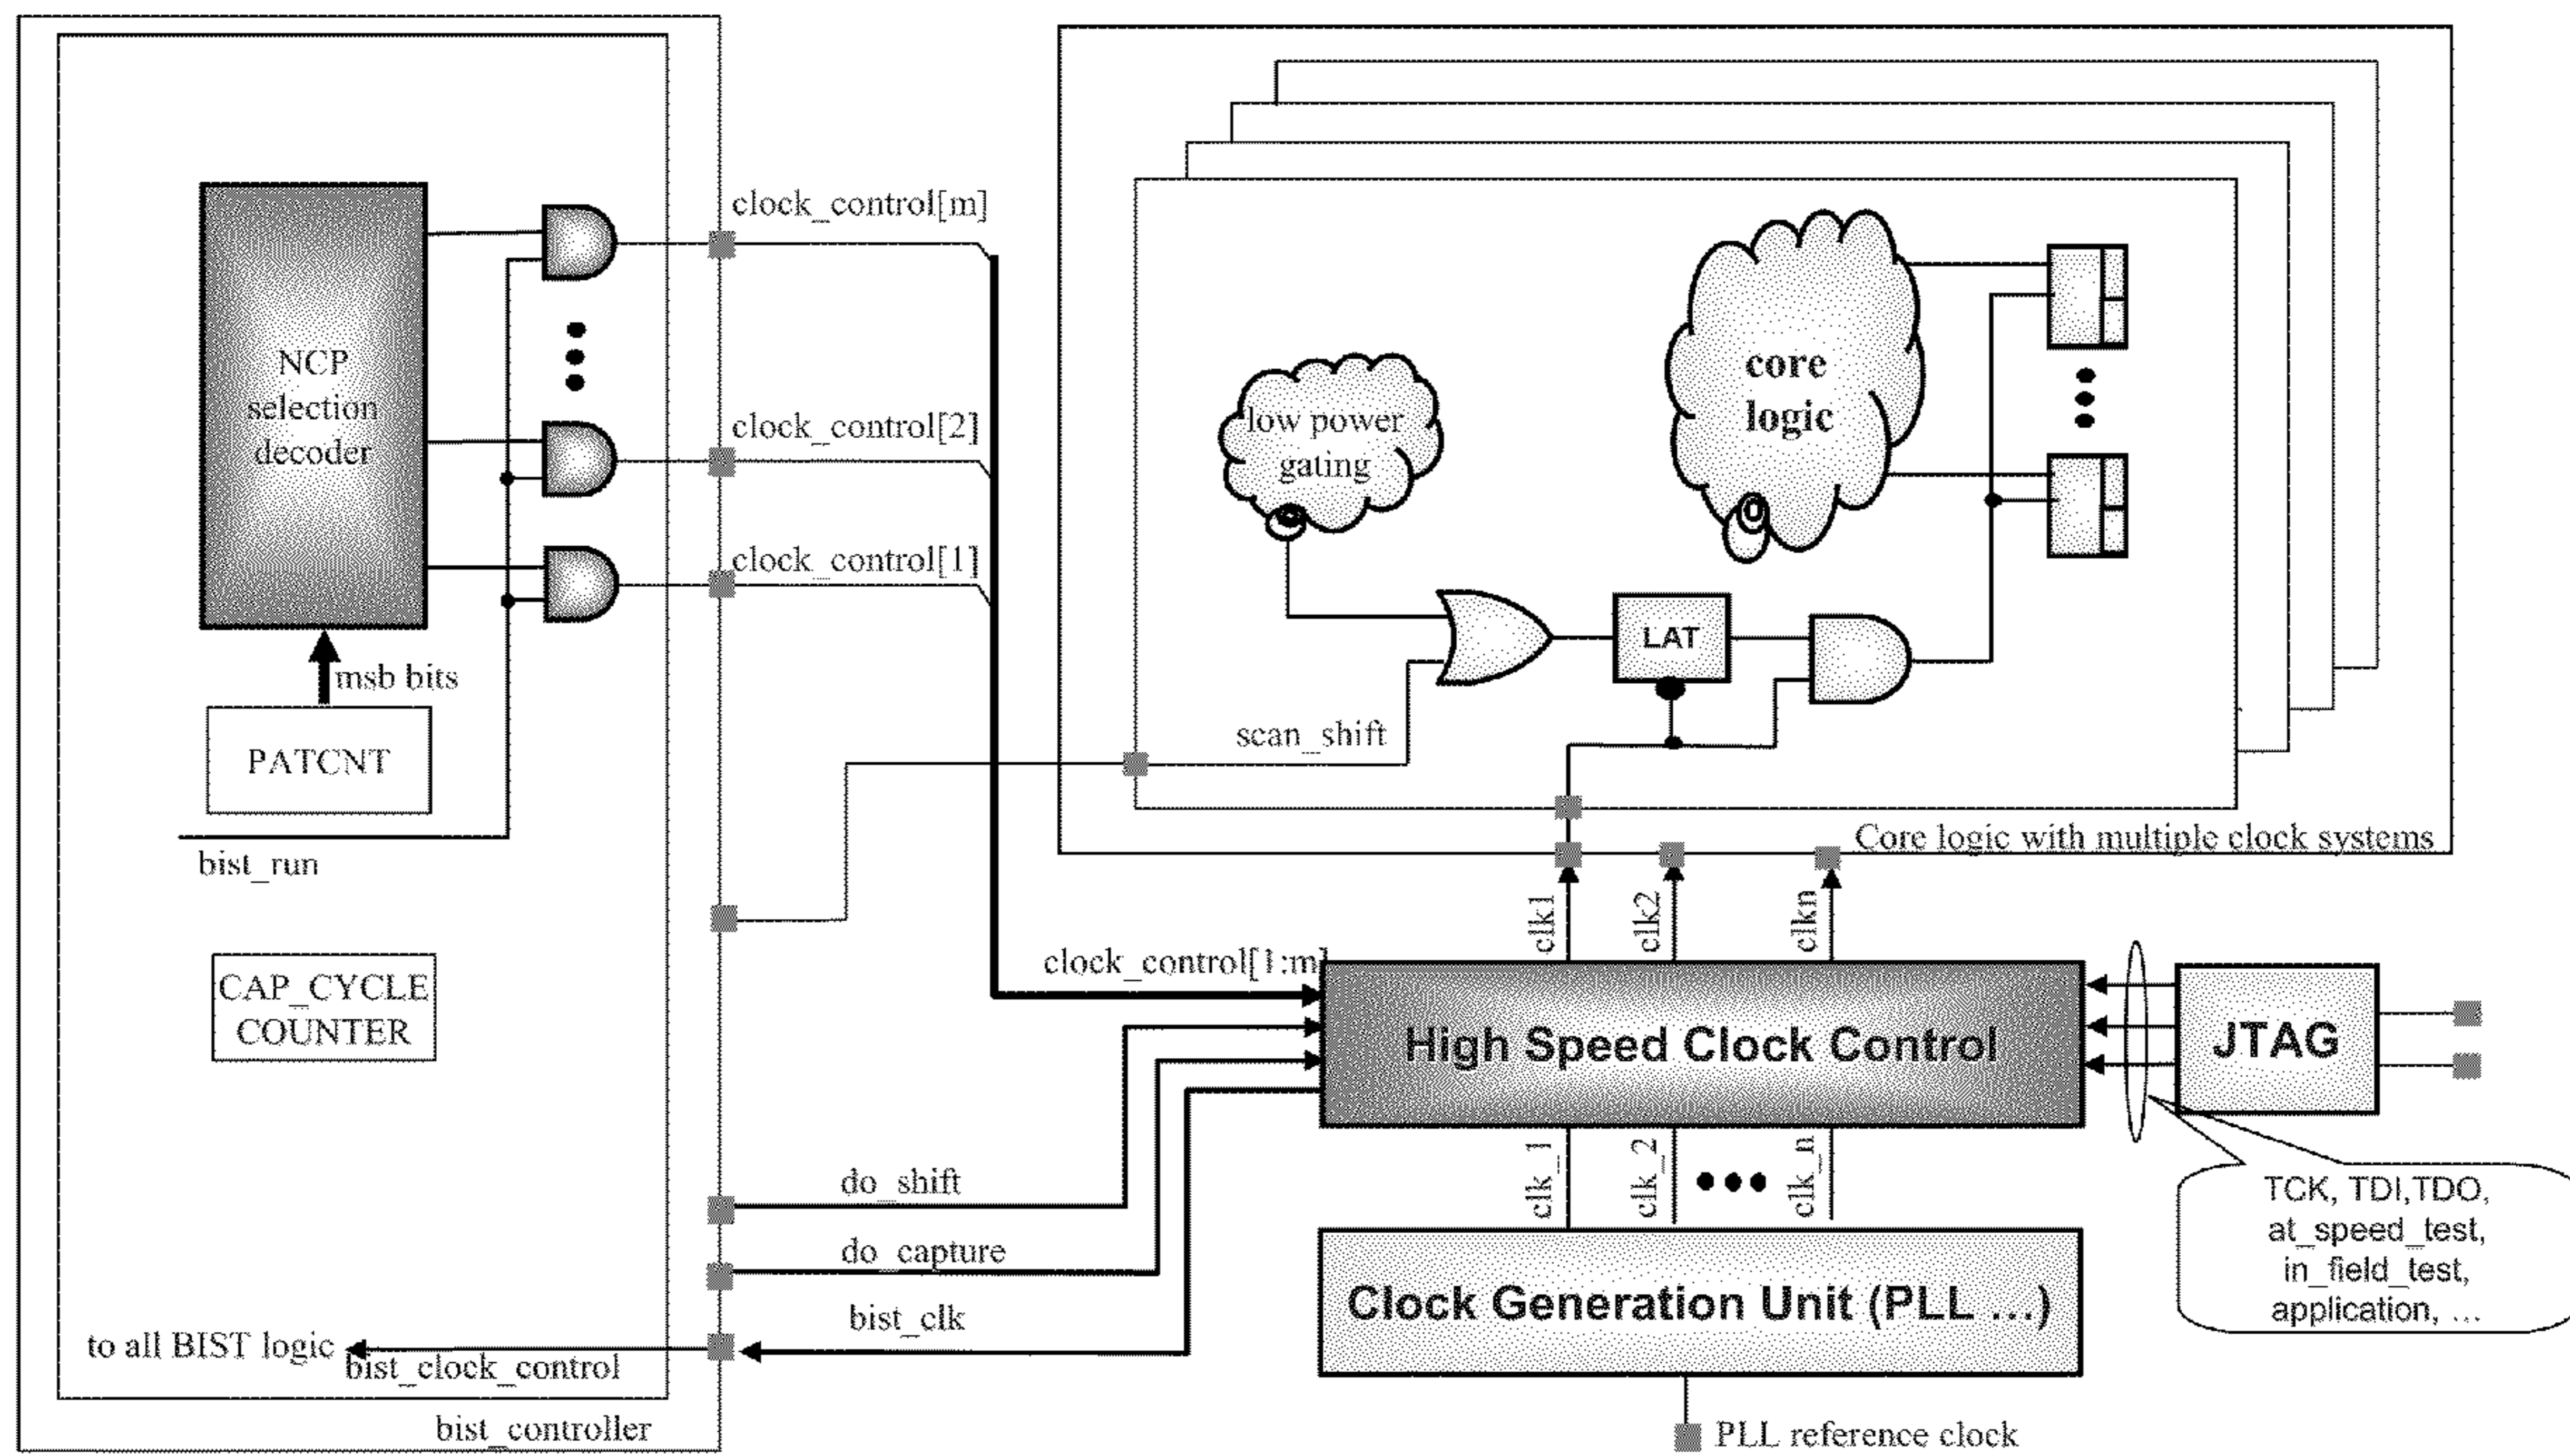 NCP
selection
decoder
msb bits
PATCNT
bist_run
CAP_CYCLE
COUNTER
to all BIST logic
bist_clock_control
bist_controller
clock_control[m]
clock_control[2]
clock_control[1]
clock_control[1:m]
do_shift
do_capture
bist_clk
low power
gating
core
logic
LAT
scan_shift
Core logic with multiple clock systems
clk1
clk2
clkn
High Speed Clock Control
JTAG
clk_1
clk_2
clk_n
Clock Generation Unit (PLL ...)
PLL reference clock
TCK, TDI,TDO,
at_speed_test,
in_field_test,
application, ...